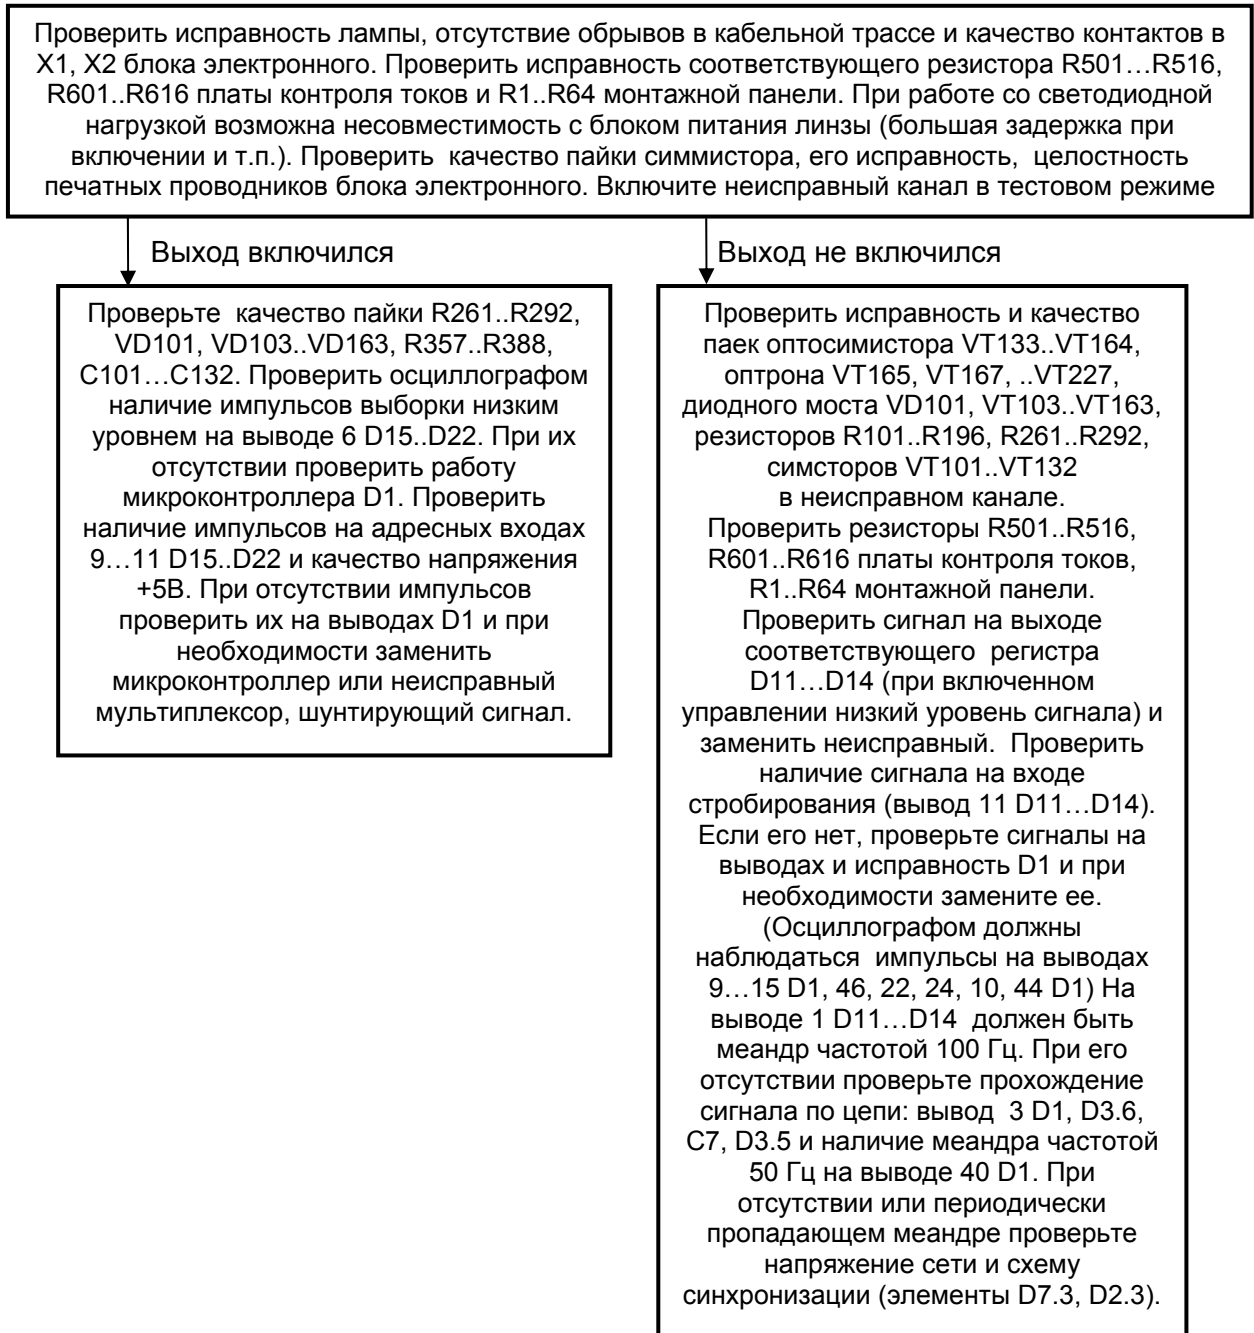 Проверить исправность лампы, отсутствие обрывов в кабельной трассе и качество контактов в
X1, X2 блока электронного. Проверить исправность соответствующего резистора R501…R516,
R601..R616 платы контроля токов и R1..R64 монтажной панели. При работе со светодиодной
нагрузкой возможна несовместимость с блоком питания линзы (большая задержка при
включении и т.п.). Проверить качество пайки симмистора, его исправность, целостность
печатных проводников блока электронного. Включите неисправный канал в тестовом режиме
Выход включился
Выход не включился
Проверьте качество пайки R261..R292,
VD101, VD103..VD163, R357..R388,
C101…C132. Проверить осциллографом
наличие импульсов выборки низким
уровнем на выводе 6 D15..D22. При их
отсутствии проверить работу
микроконтроллера D1. Проверить
наличие импульсов на адресных входах
9…11 D15..D22 и качество напряжения
+5В. При отсутствии импульсов
проверить их на выводах D1 и при
необходимости заменить
микроконтроллер или неисправный
мультиплексор, шунтирующий сигнал.
Проверить исправность и качество
паек оптосимистора VT133..VT164,
оптрона VT165, VT167, ..VT227,
диодного моста VD101, VT103..VT163,
резисторов R101..R196, R261..R292,
симсторов VT101..VT132
в неисправном канале.
Проверить резисторы R501..R516,
R601..R616 платы контроля токов,
R1..R64 монтажной панели.
Проверить сигнал на выходе
соответствующего регистра
D11…D14 (при включенном
управлении низкий уровень сигнала) и
заменить неисправный. Проверить
наличие сигнала на входе
стробирования (вывод 11 D11…D14).
Если его нет, проверьте сигналы на
выводах и исправность D1 и при
необходимости замените ее.
(Осциллографом должны
наблюдаться импульсы на выводах
9…15 D1, 46, 22, 24, 10, 44 D1) На
выводе 1 D11…D14 должен быть
меандр частотой 100 Гц. При его
отсутствии проверьте прохождение
сигнала по цепи: вывод 3 D1, D3.6,
C7, D3.5 и наличие меандра частотой
50 Гц на выводе 40 D1. При
отсутствии или периодически
пропадающем меандре проверьте
напряжение сети и схему
синхронизации (элементы D7.3, D2.3).